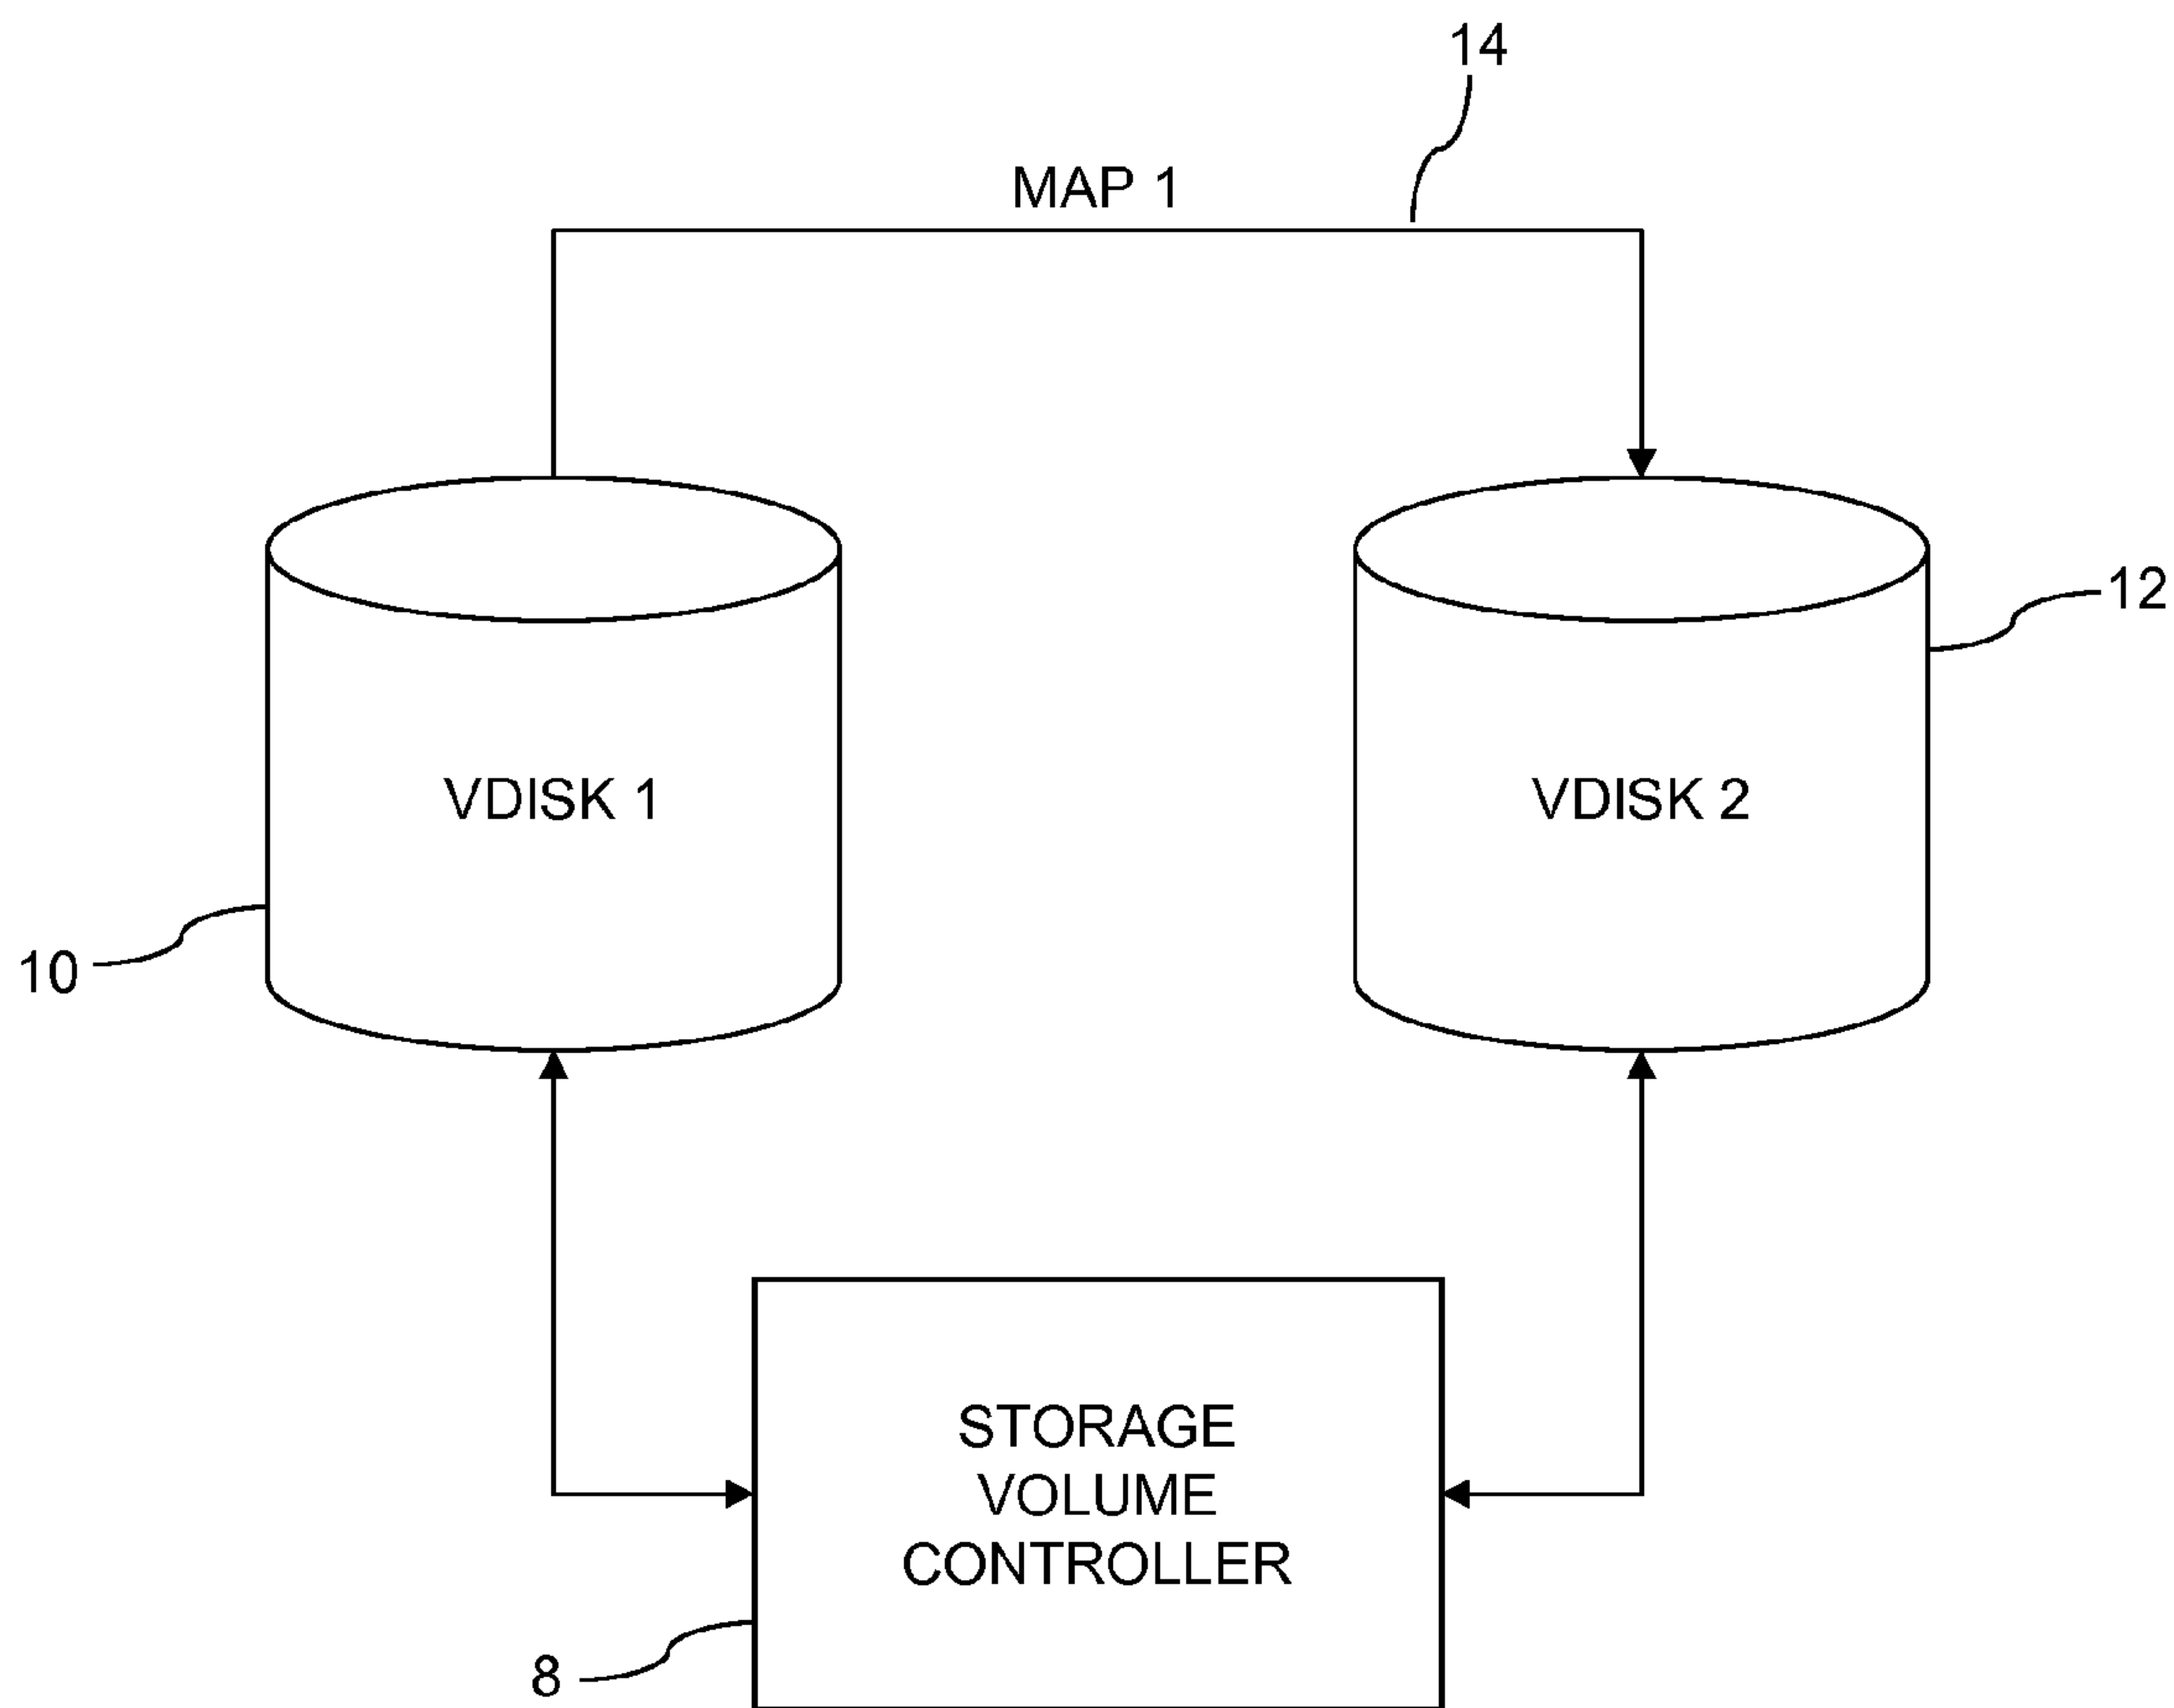 14
MAP 1
12
VDISK 1
VDISK 2
10
STORAGE
VOLUME
CONTROLLER
8